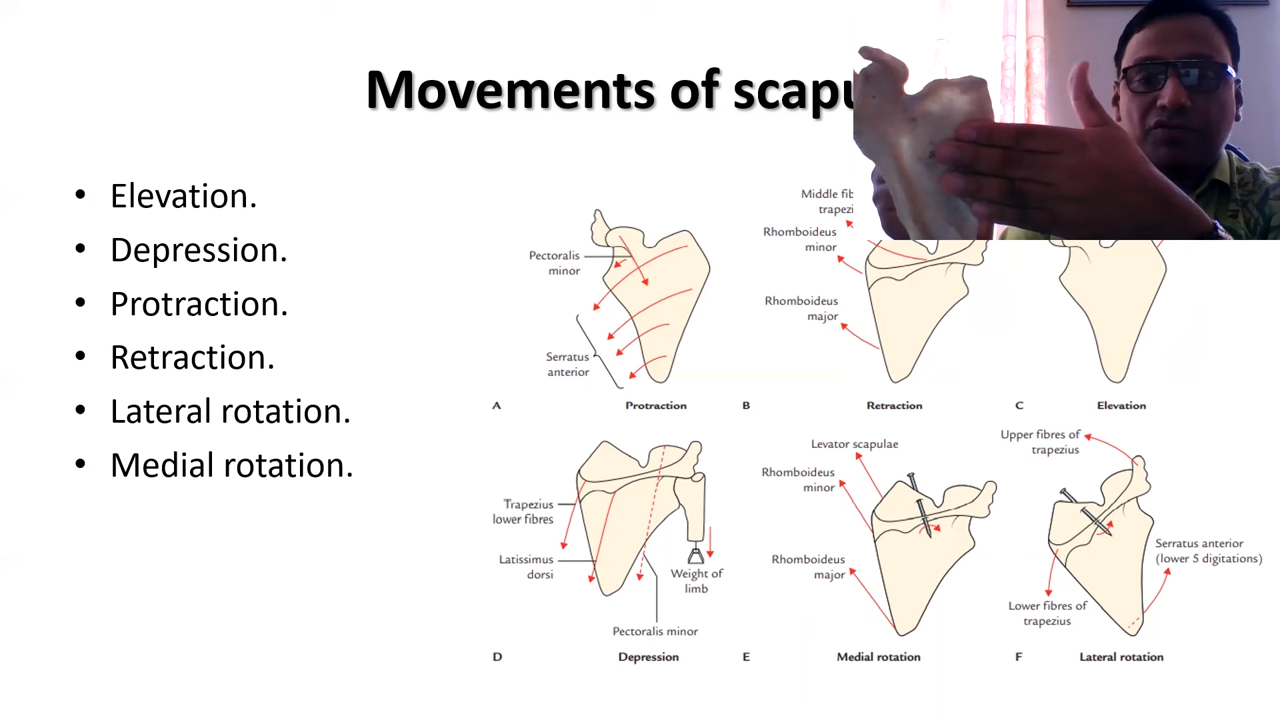 Movements of scapu
• Elevation.
• Depression.
• Protraction.
• Retraction.
• Lateral rotation.
• Medial rotation.
Pectoralis
minor
Serratus
anterior
A
Protraction
Middle fib
trapezi
Rhomboideus
minor
Rhomboideus
major
B
Retraction
C
Elevation
Trapezius
lower fibres
Latissimus
dorsi
Weight of
limb
Pectoralis minor
D
Depression
Levator scapulae
Rhomboideus
minor
Rhomboideus
major
E
Medial rotation
Upper fibres of
trapezius
Serratus anterior
(lower 5 digitations)
Lower fibres of
trapezius
F
Lateral rotation